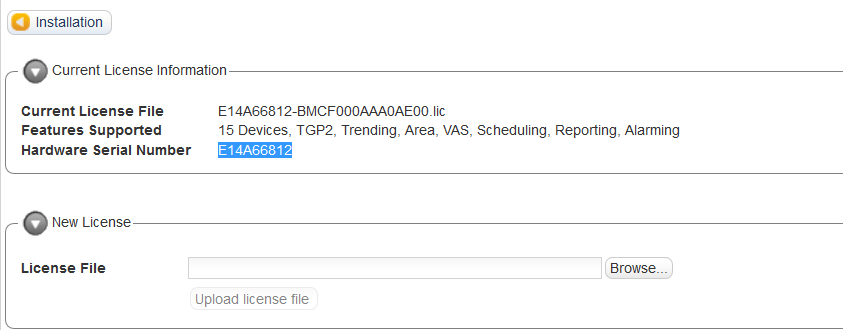 Installation
Current License Information
Current License File E14A66812-BMCF000AAA0AE00.lic
Features Supported 15 Devices, TGP2, Trending, Area, VAS, Scheduling, Reporting, Alarming
Hardware Serial Number E14A66812
New License
License File Browse...
Upload license file